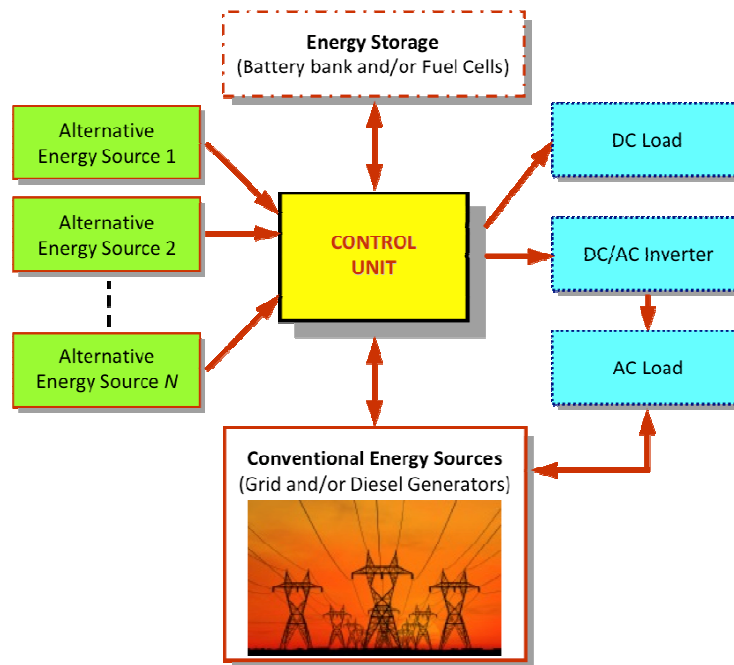 Energy Storage
(Battery bank and/or Fuel Cells)
Alternative
Energy Source 1
Alternative
Energy Source 2
Alternative
Energy Source N
CONTROL
UNIT
DC Load
DC/AC Inverter
AC Load
Conventional Energy Sources
(Grid and/or Diesel Generators)